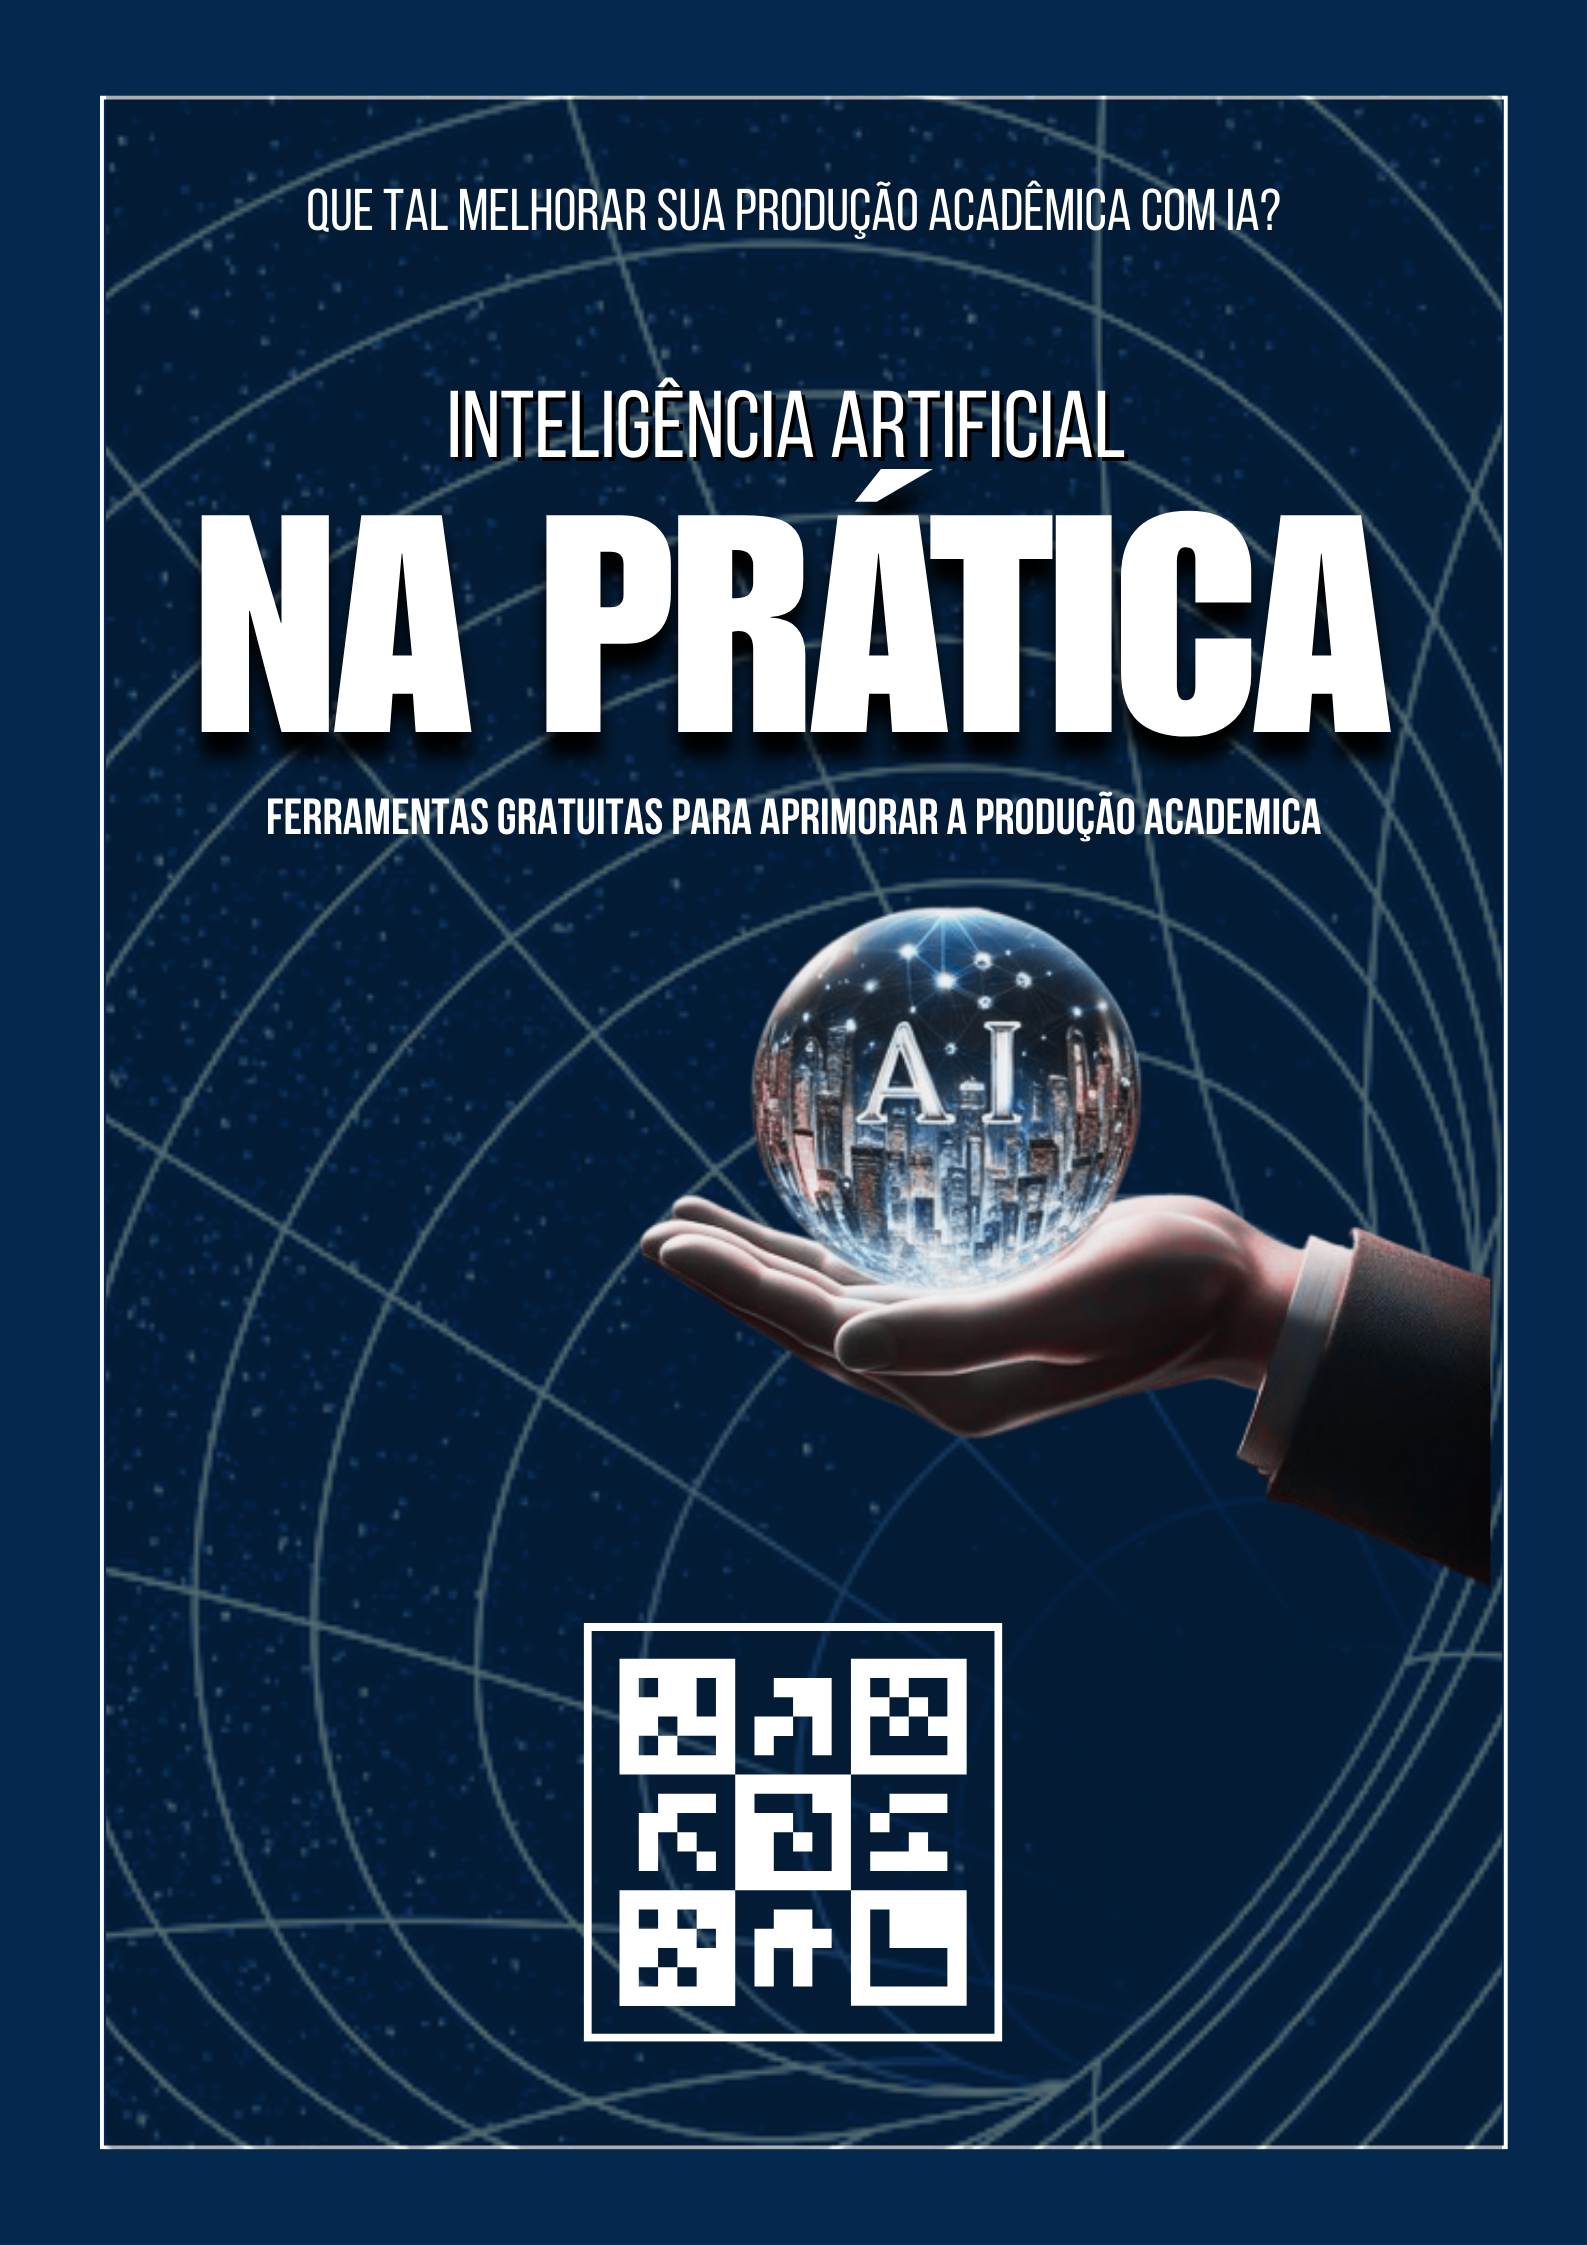 QUE TAL MELHORAR SUA PRODUÇÃO ACADÊMICA COM IA?
INTELIGÊNCIA ARTIFICIAL
NA PRÁTICA
FERRAMENTAS GRATUITAS PARA APRIMORAR A PRODUÇÃO ACADEMICA
AI